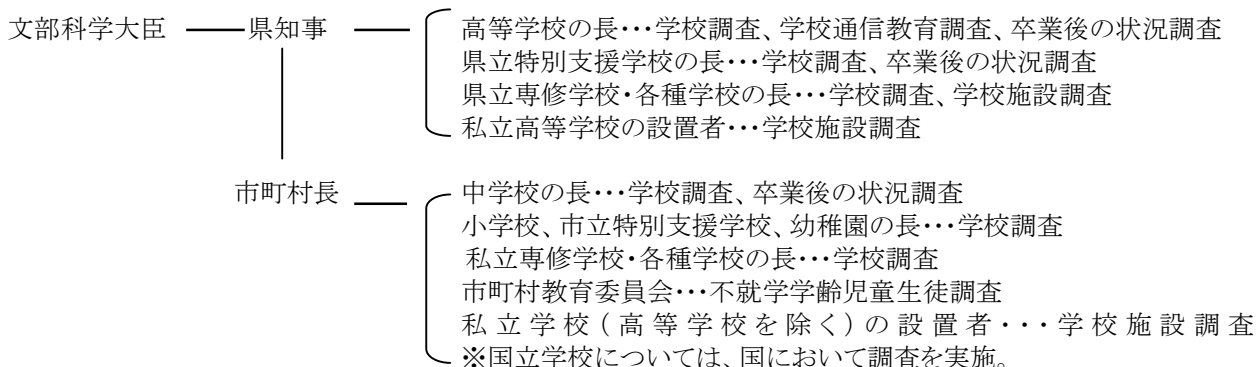 文部科学大臣 県知事 高等学校の長・・・学校調査、学校通信教育調査、卒業後の状況調査
県立特別支援学校の長・・・学校調査、卒業後の状況調査
県立専修学校・各種学校の長・・・学校調査、学校施設調査
私立高等学校の設置者・・・学校施設調査
市町村長 中学校の長・・・学校調査、卒業後の状況調査
小学校、市立特別支援学校、幼稚園の長・・・学校調査
私立専修学校・各種学校の長・・・学校調査
市町村教育委員会・・・不就学学齢児童生徒調査
私立学校(高等学校を除く)の設置者・・・学校施設調査
※国立学校については、国において調査を実施。